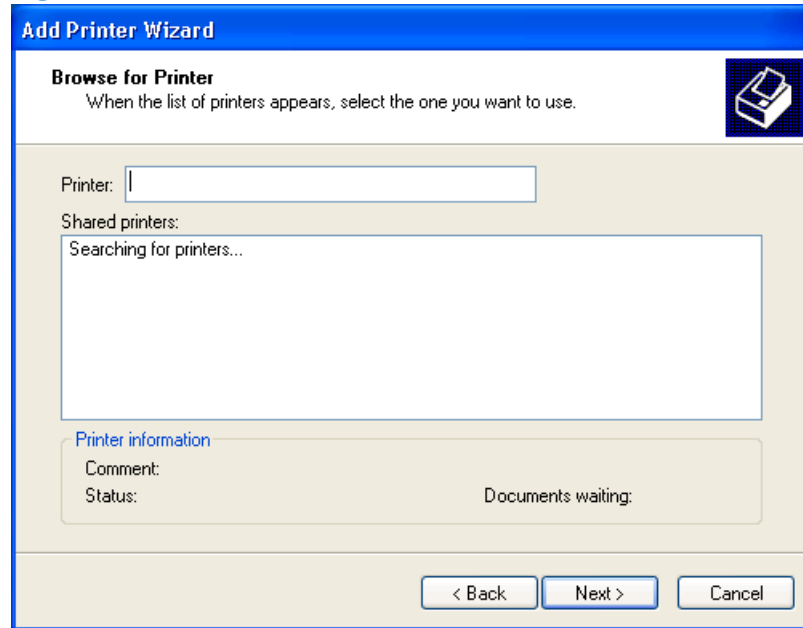 Add Printer Wizard
Browse for Printer
When the list of printers appears, select the one you want to use.
Printer:
Shared printers:
Searching for printers...
Printer information
Comment:
Status: Documents waiting:
< Back Next > Cancel